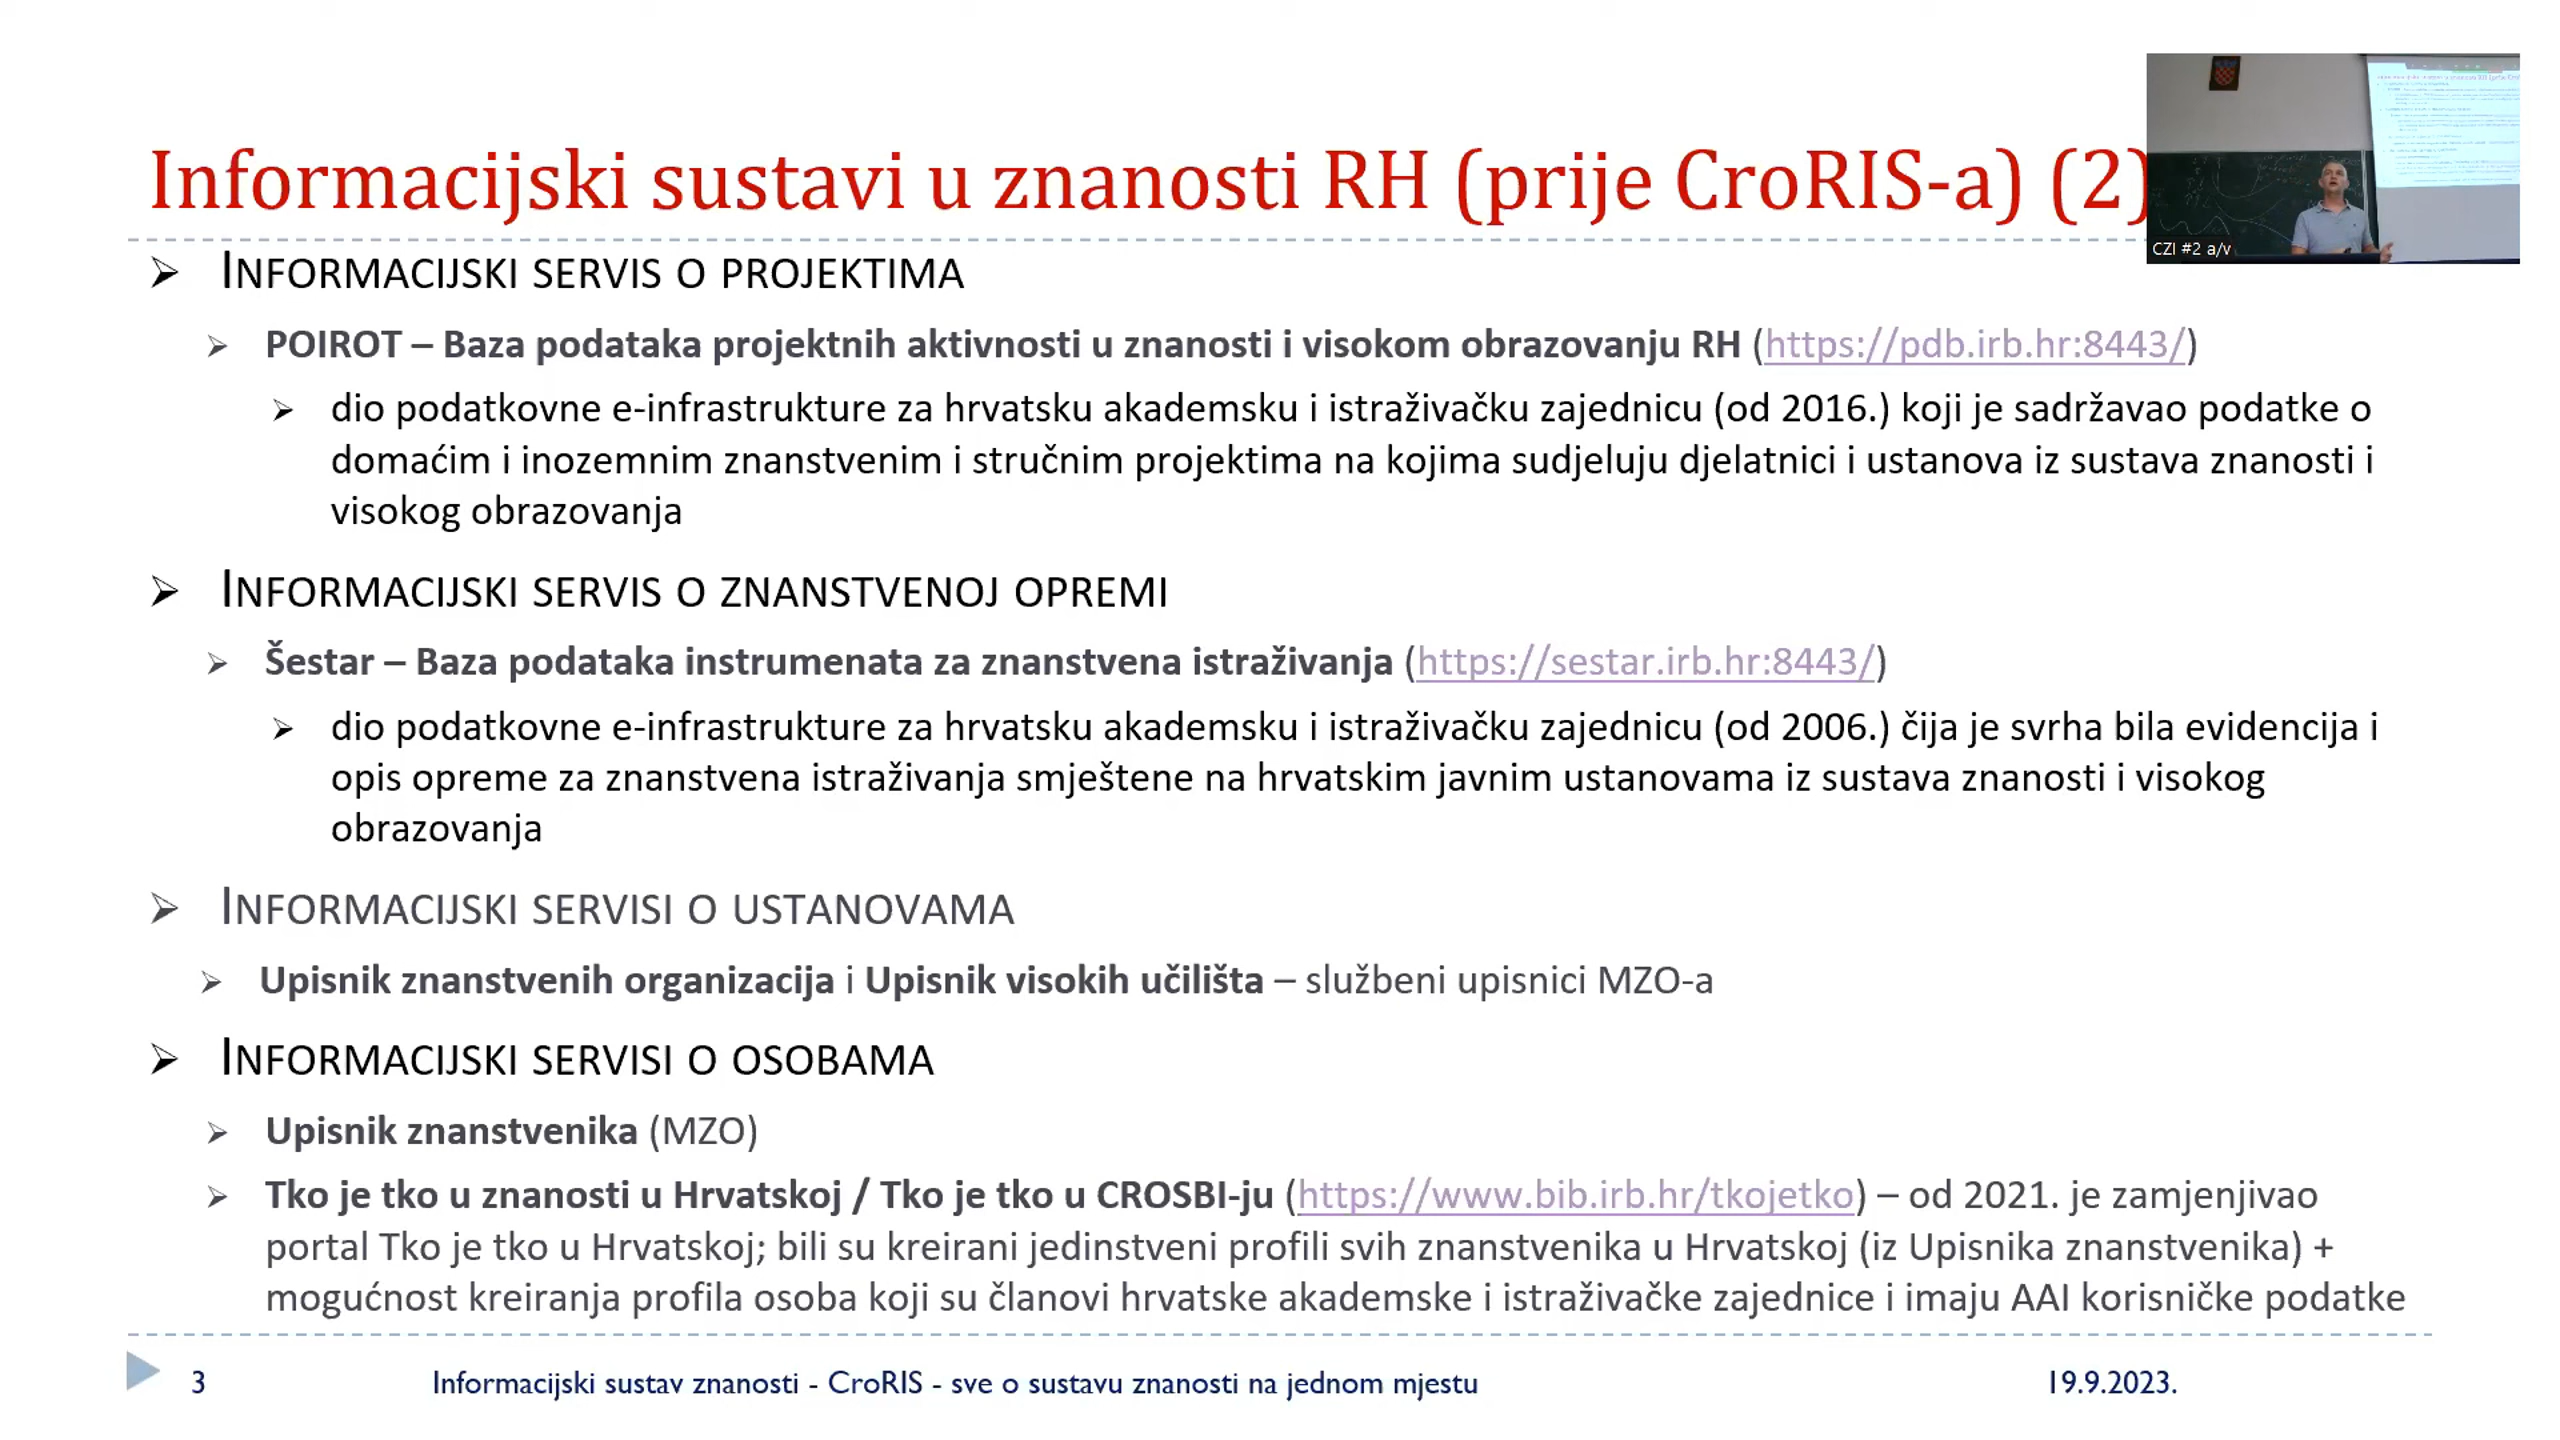 Informacijski sustavi u znanosti RH (prije CroRIS-a) (2)
CZI #2 a/v
➢ INFORMACIJSKI SERVIS O PROJEKTIMA
➢ POIROT – Baza podataka projektnih aktivnosti u znanosti i visokom obrazovanju RH (https://pdb.irb.hr:8443/)
➢ dio podatkovne e-infrastrukture za hrvatsku akademsku i istraživačku zajednicu (od 2016.) koji je sadržavao podatke o
domaćim i inozemnim znanstvenim i stručnim projektima na kojima sudjeluju djelatnici i ustanova iz sustava znanosti i
visokog obrazovanja
➢ INFORMACIJSKI SERVIS O ZNANSTVENOJ OPREMI
➢ Šestar – Baza podataka instrumenata za znanstvena istraživanja (https://sestar.irb.hr:8443/)
➢ dio podatkovne e-infrastrukture za hrvatsku akademsku i istraživačku zajednicu (od 2006.) čija je svrha bila evidencija i
opis opreme za znanstvena istraživanja smještene na hrvatskim javnim ustanovama iz sustava znanosti i visokog
obrazovanja
➢ INFORMACIJSKI SERVISI O USTANOVAMA
➢ Upisnik znanstvenih organizacija i Upisnik visokih učilišta – službeni upisnici MZO-a
➢ INFORMACIJSKI SERVISI O OSOBAMA
➢ Upisnik znanstvenika (MZO)
➢ Tko je tko u znanosti u Hrvatskoj / Tko je tko u CROSBI-ju (https://www.bib.irb.hr/tkojetko) – od 2021. je zamjenjivao
portal Tko je tko u Hrvatskoj; bili su kreirani jedinstveni profili svih znanstvenika u Hrvatskoj (iz Upisnika znanstvenika) +
mogućnost kreiranja profila osoba koji su članovi hrvatske akademske i istraživačke zajednice i imaju AAI korisničke podatke
3 Informacijski sustav znanosti - CroRIS - sve o sustavu znanosti na jednom mjestu 19.9.2023.